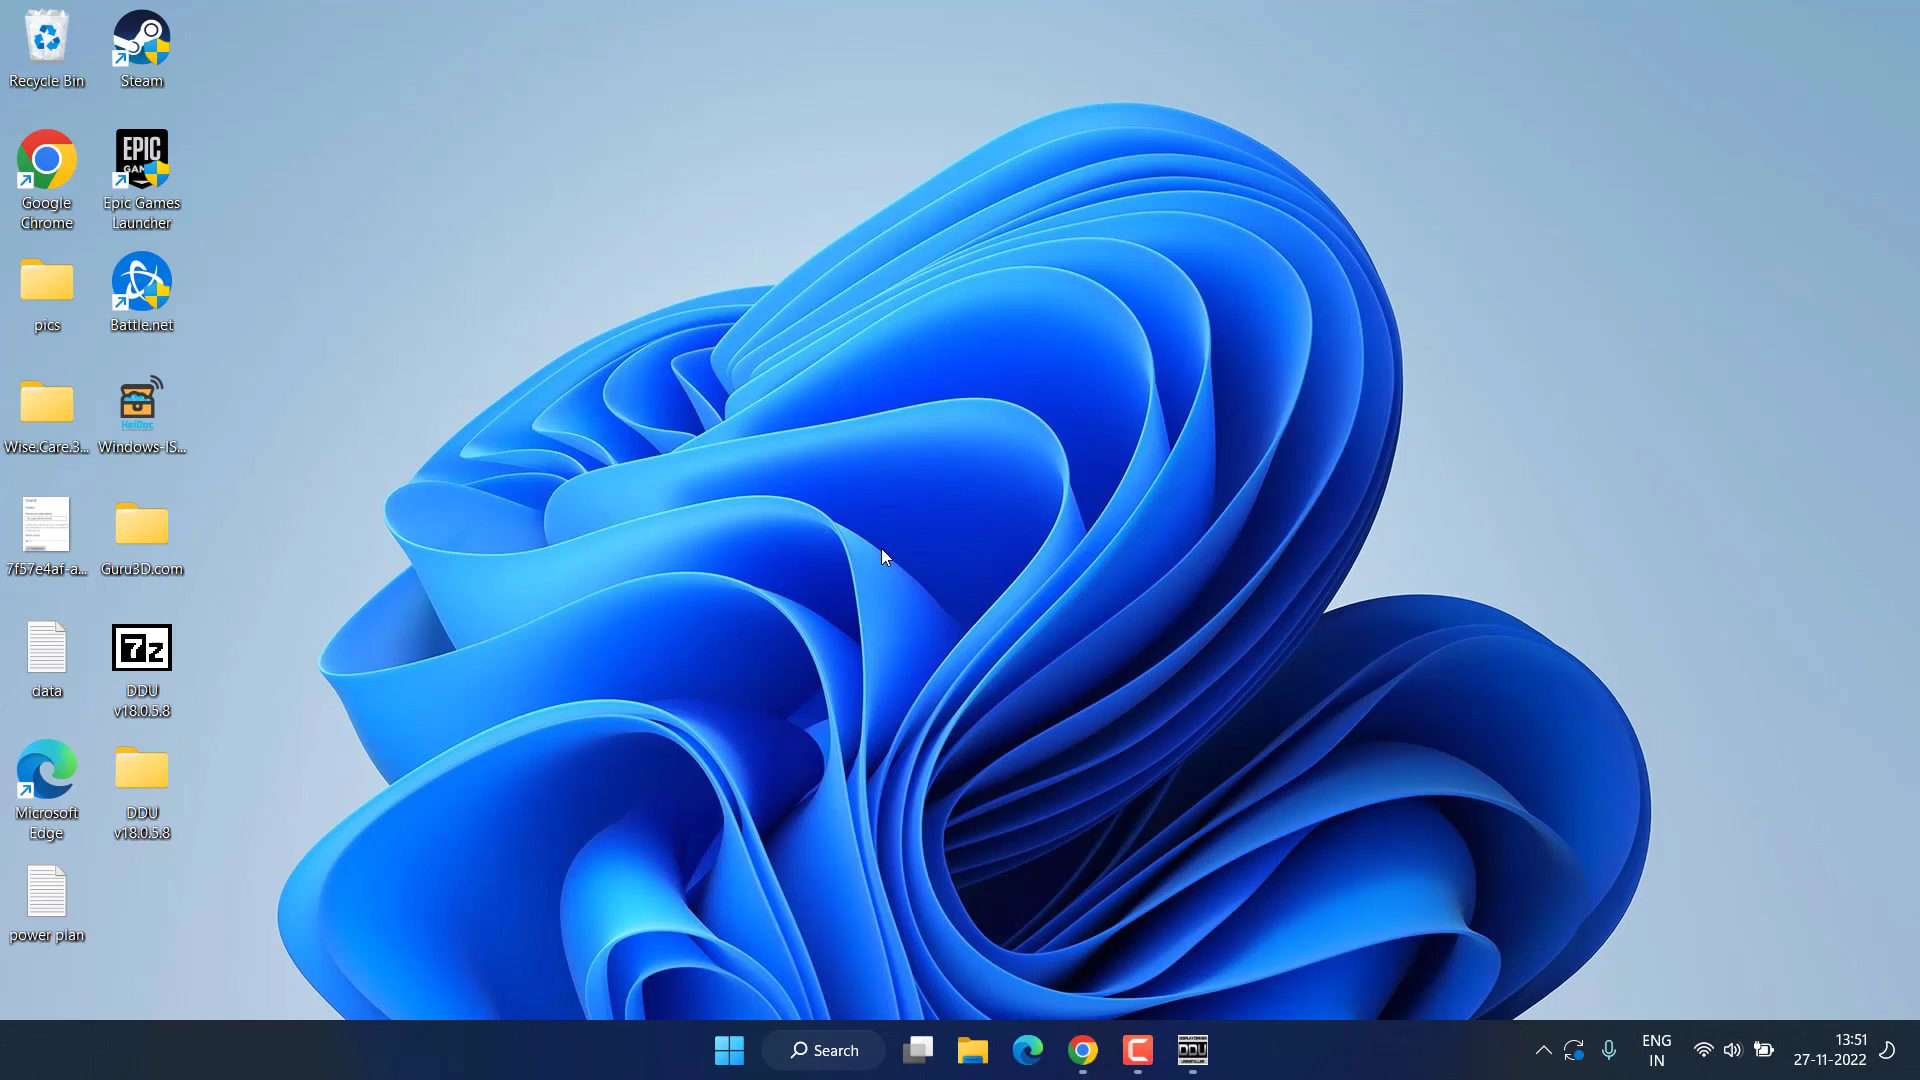 Recycle Bin
Steam
Google
Chrome
EPIC
Epic Games
Launcher
pics
Battle.net
Wise.Care.3...
HeiDoc
Windows-IS...
7f57e4af-a...
Guru3D.com
data
7z
DDU
v18.0.5.8
Microsoft
Edge
DDU
v18.0.5.8
power plan
Search
DDU
ENG
IN
13:51
27-11-2022